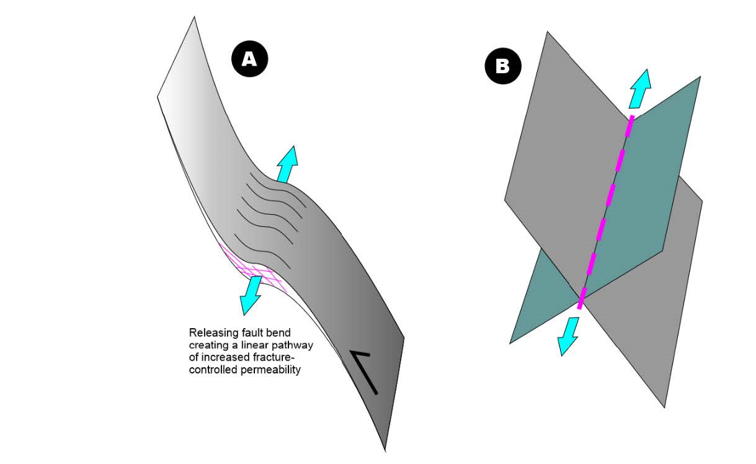 A
B
Releasing fault bend
creating a linear pathway
of increased fracture-
controlled permeability